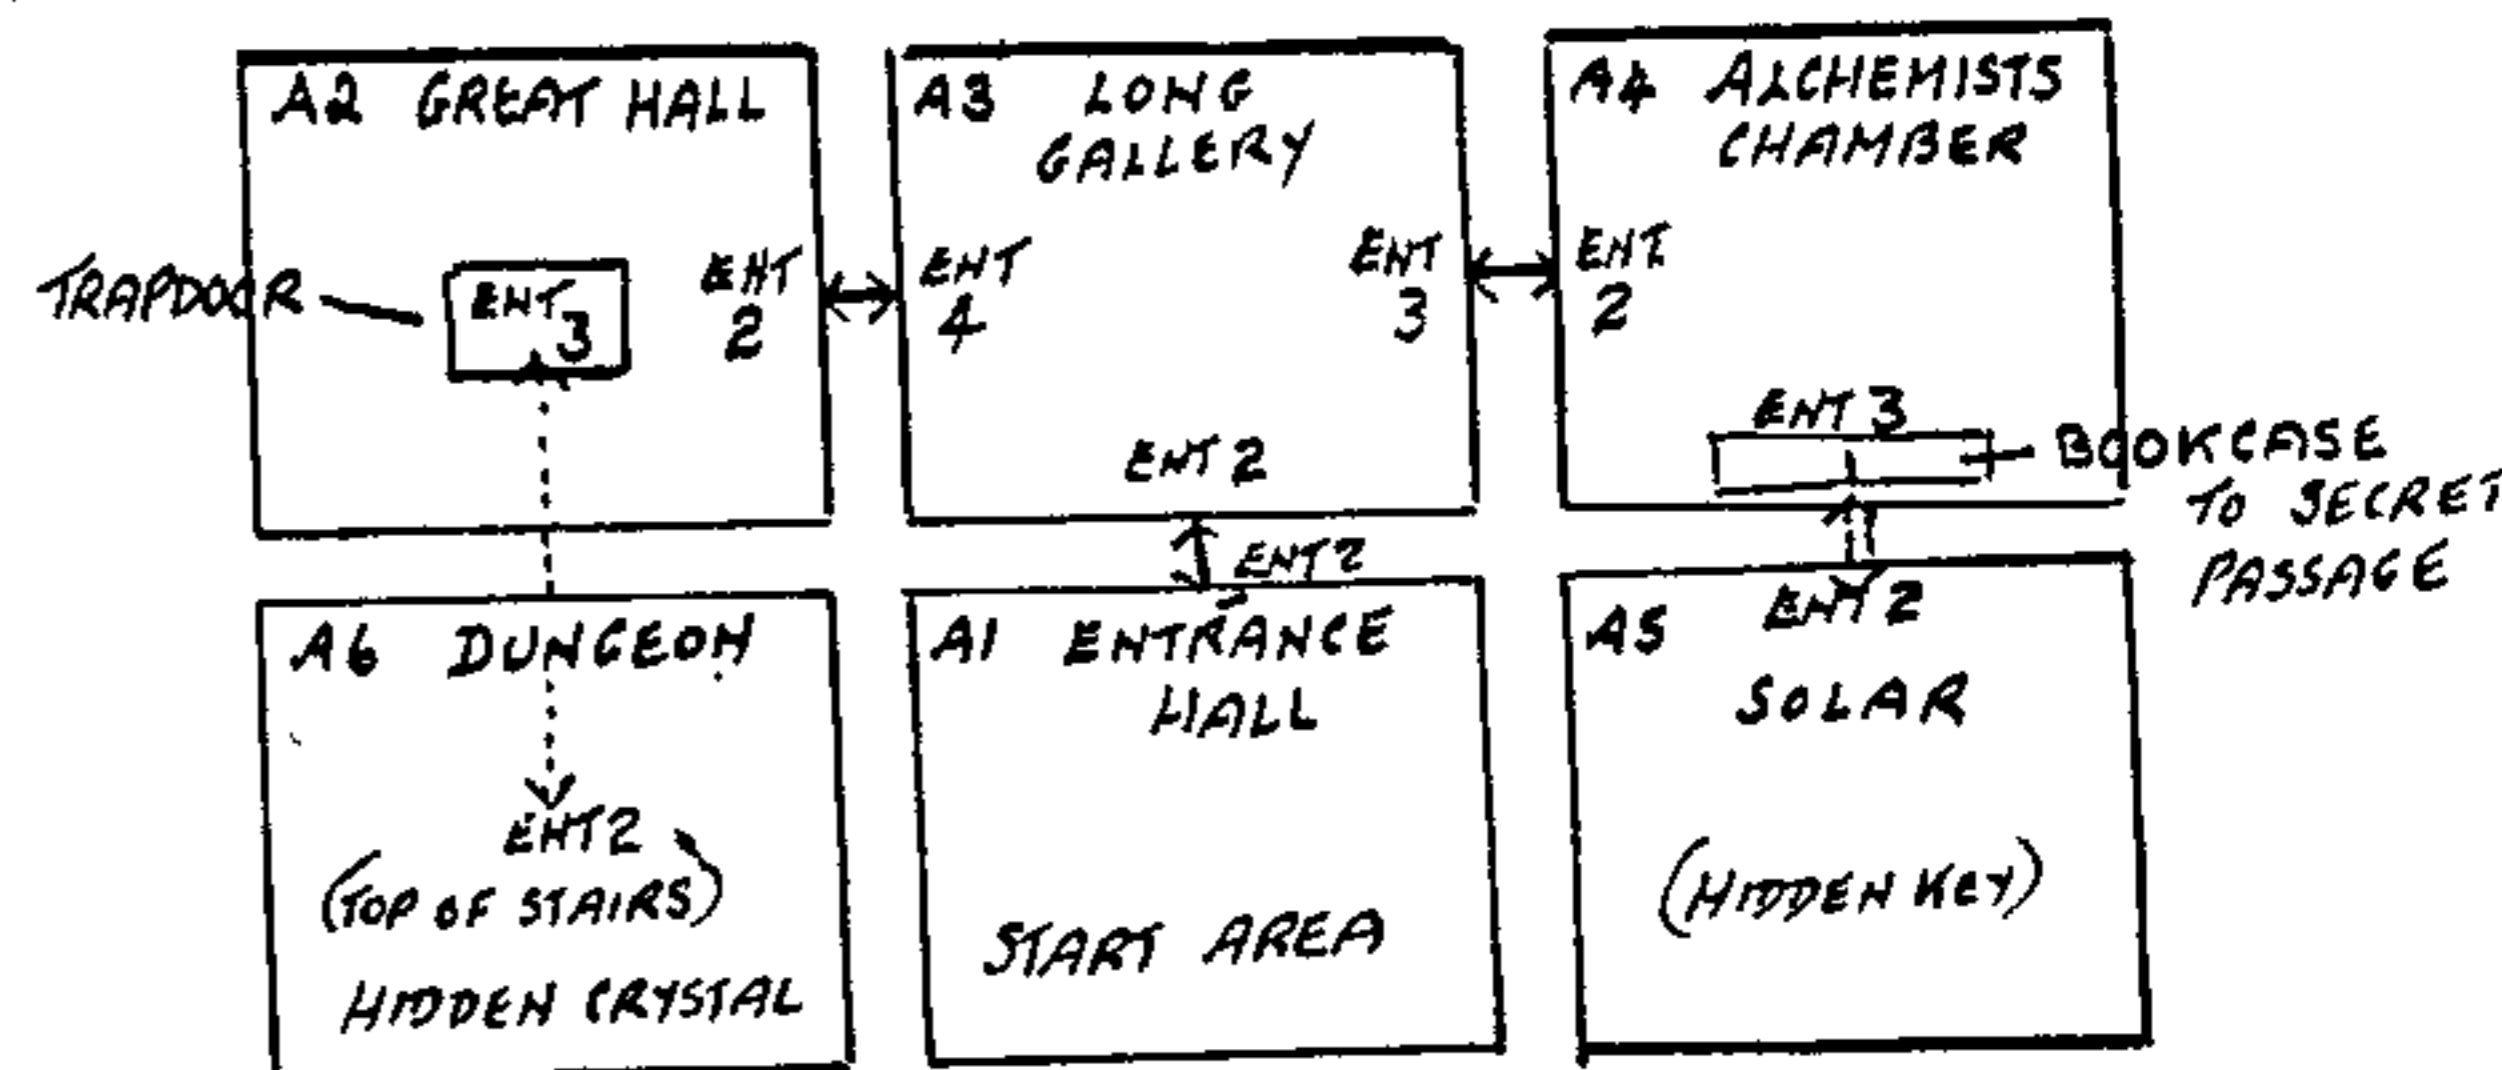 A2 GREAT HALL
TRAPDOOR
ENT
3
ENT
2
A3 LONG
GALLERY
ENT
4
ENT
3
ENT 2
A4 ALCHEMISTS
CHAMBER
ENT
2
ENT 3
BOOKCASE
TO SECRET
PASSAGE
A6 DUNGEON
ENT 2
(TOP OF STAIRS)
HIDDEN CRYSTAL
ENT 2
A1 ENTRANCE
HALL
START AREA
A5 ENT 2
SOLAR
(HIDDEN KEY)